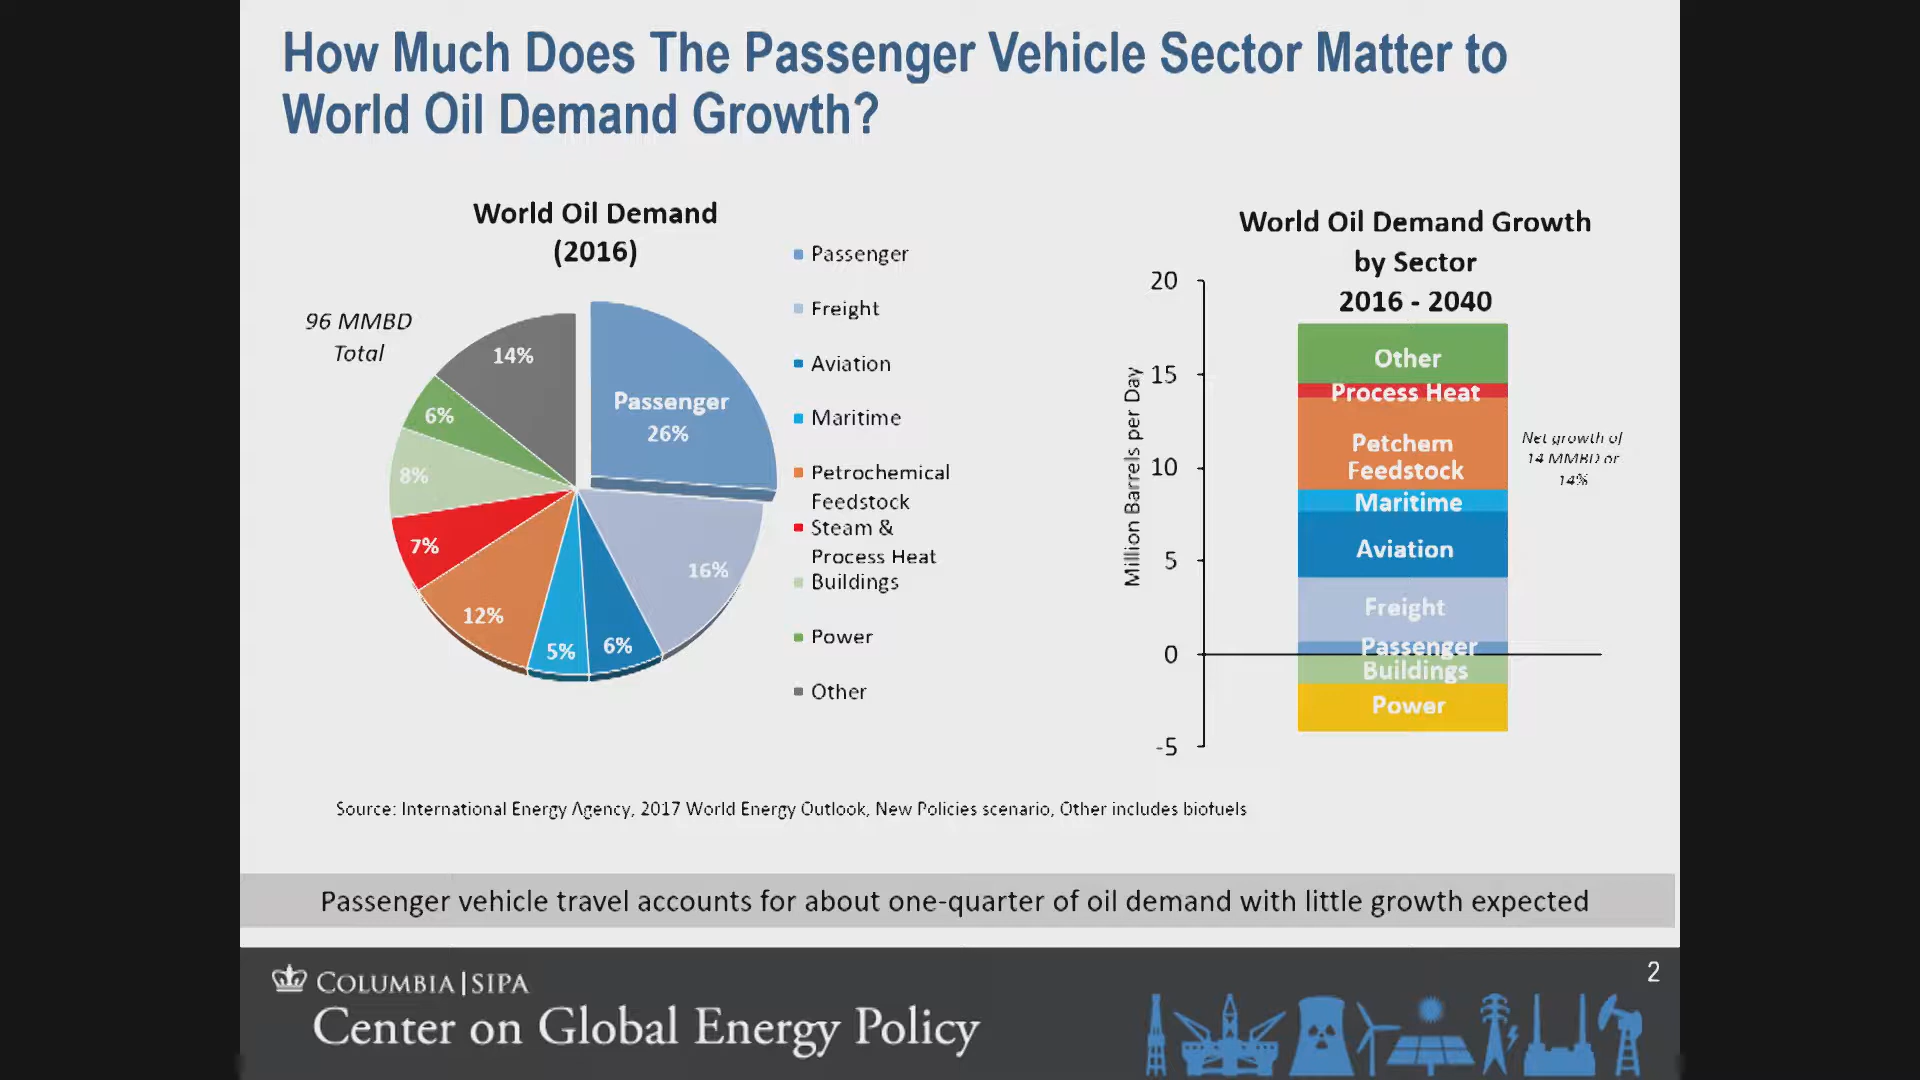 How Much Does The Passenger Vehicle Sector Matter to
World Oil Demand Growth?
World Oil Demand
(2016)
96 MMBD
Total
14%
6%
8%
7%
12%
5%
6%
16%
Passenger
26%
Passenger
Freight
Aviation
Maritime
Petrochemical
Feedstock
Steam &
Process Heat
Buildings
Power
Other
World Oil Demand Growth
by Sector
2016 - 2040
Million Barrels per Day
20
15
10
5
0
-5
Other
Process Heat
Petchem
Feedstock
Maritime
Aviation
Freight
Passenger
Buildings
Power
Net growth of
14 MMBD or
14%
Source: International Energy Agency, 2017 World Energy Outlook, New Policies scenario, Other includes biofuels
Passenger vehicle travel accounts for about one-quarter of oil demand with little growth expected
COLUMBIA|SIPA
Center on Global Energy Policy
2